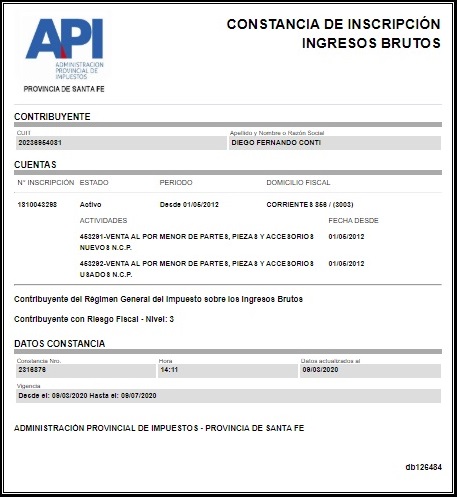 CONSTANCIA DE INSCRIPCIÓN
INGRESOS BRUTOS
API
ADMINISTRACIÓN
PROVINCIAL DE
IMPUESTOS
PROVINCIA DE SANTA FE
CONTRIBUYENTE
CUIT Apellido y Nombre o Razón Social
20236954081 DIEGO FERNANDO CONTI
CUENTAS
N° INSCRIPCIÓN ESTADO PERIODO DOMICILIO FISCAL
1810043298 Activo Desde 01/05/2012 CORRIENTES 856 / (3003)
ACTIVIDADES FECHA DESDE
453291-VENTA AL POR MENOR DE PARTES, PIEZAS Y ACCESORIOS 01/05/2012
NUEVOS N.C.P.
453292-VENTA AL POR MENOR DE PARTES, PIEZAS Y ACCESORIOS 01/05/2012
USADOS N.C.P.
Contribuyente del Régimen General del Impuesto sobre los Ingresos Brutos
Contribuyente con Riesgo Fiscal - Nivel: 3
DATOS CONSTANCIA
Constancia Nro. Hora Datos actualizados al
2316876 14:11 09/03/2020
Vigencia
Desde el: 09/03/2020 Hasta el: 09/07/2020
ADMINISTRACIÓN PROVINCIAL DE IMPUESTOS - PROVINCIA DE SANTA FE
db126484